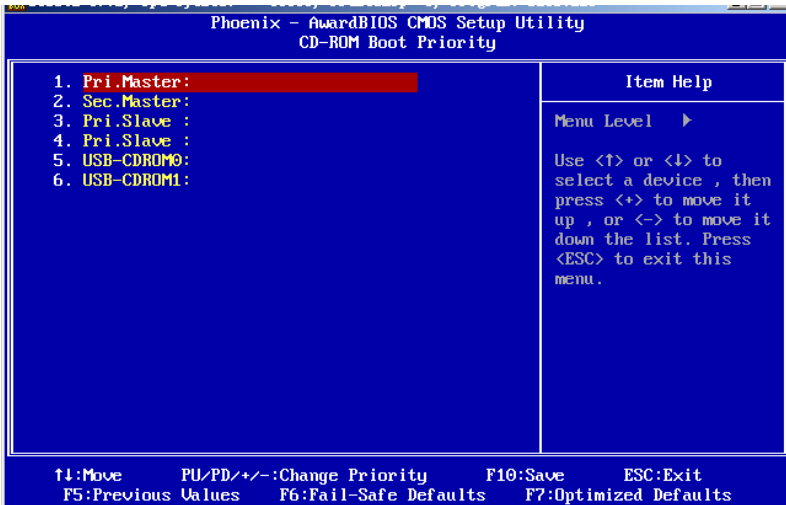 Phoenix - AwardBIOS CMOS Setup Utility
CD-ROM Boot Priority
1. Pri.Master:
2. Sec.Master:
3. Pri.Slave :
4. Pri.Slave :
5. USB-CDROM0:
6. USB-CDROM1:
Item Help
Menu Level
Use <↑> or <↓> to
select a device , then
press <+> to move it
up , or <-> to move it
down the list. Press
<ESC> to exit this
menu.
↑↓:Move PU/PD/+/-:Change Priority F10:Save ESC:Exit
F5:Previous Values F6:Fail-Safe Defaults F7:Optimized Defaults